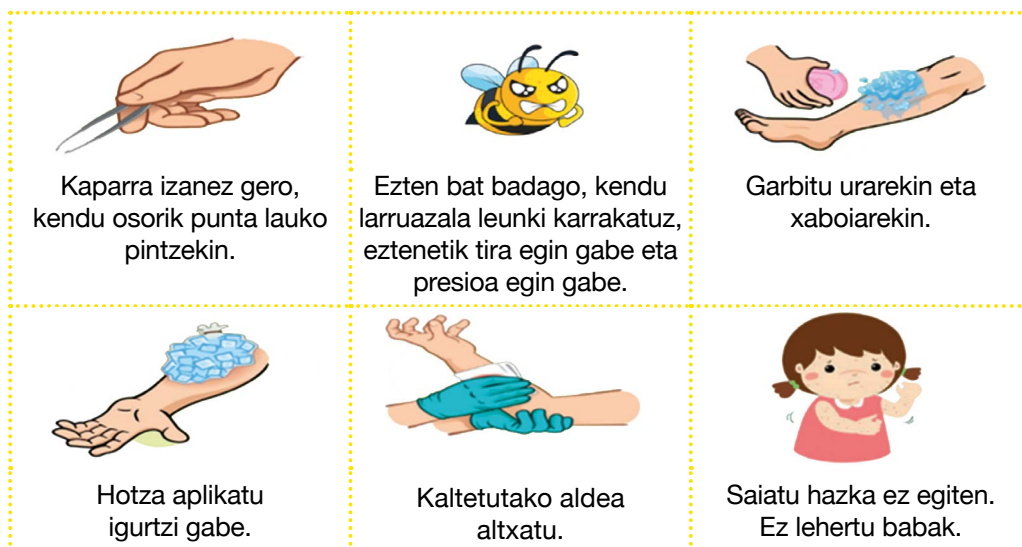 Kaparra izanez gero,
kendu osorik punta lauko
pintzekin.
Ezten bat badago, kendu
larruazala leunki karrakatuz,
eztenetik tira egin gabe eta
presioa egin gabe.
Garbitu urarekin eta
xaboiarekin.
Hotza aplikatu
igurtzi gabe.
Kaltetutako aldea
altxatu.
Saiatu hazka ez egiten.
Ez lehertu babak.